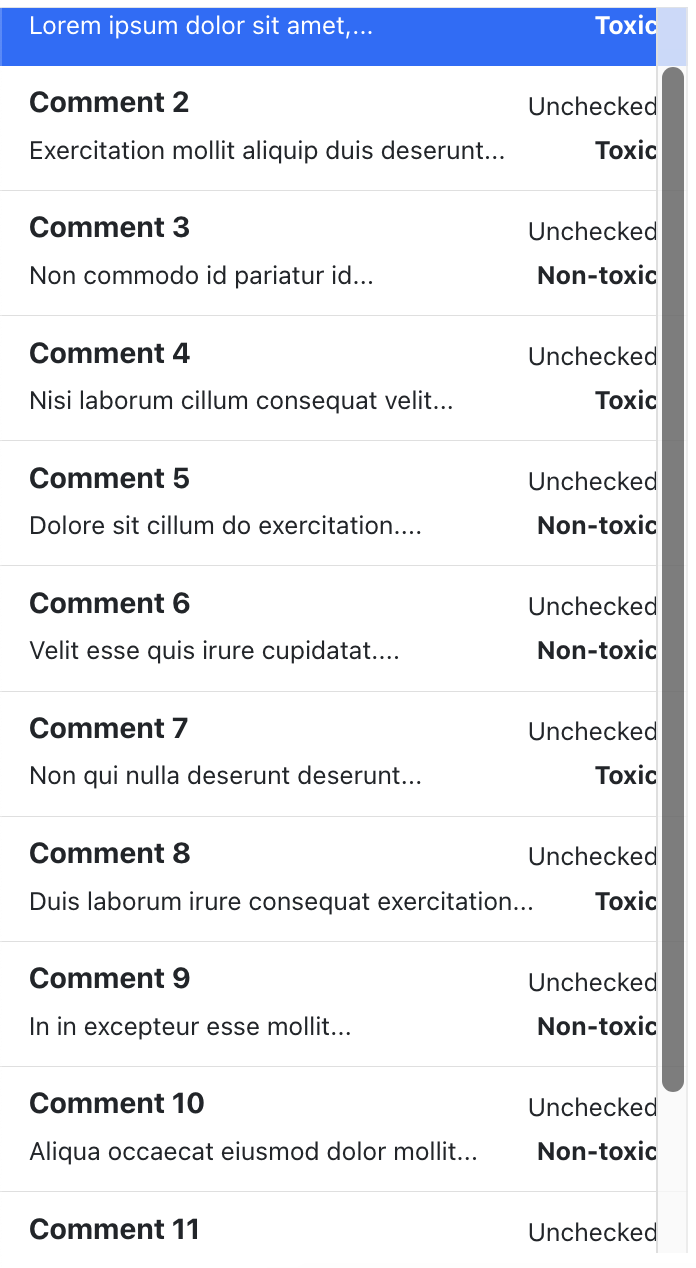 Lorem ipsum dolor sit amet,... Toxic
Comment 2 Unchecked
Exercitation mollit aliquip duis deserunt... Toxic
Comment 3 Unchecked
Non commodo id pariatur id... Non-toxic
Comment 4 Unchecked
Nisi laborum cillum consequat velit... Toxic
Comment 5 Unchecked
Dolore sit cillum do exercitation.... Non-toxic
Comment 6 Unchecked
Velit esse quis irure cupidatat.... Non-toxic
Comment 7 Unchecked
Non qui nulla deserunt deserunt... Toxic
Comment 8 Unchecked
Duis laborum irure consequat exercitation... Toxic
Comment 9 Unchecked
In in excepteur esse mollit... Non-toxic
Comment 10 Unchecked
Aliqua occaecat eiusmod dolor mollit... Non-toxic
Comment 11 Unchecked